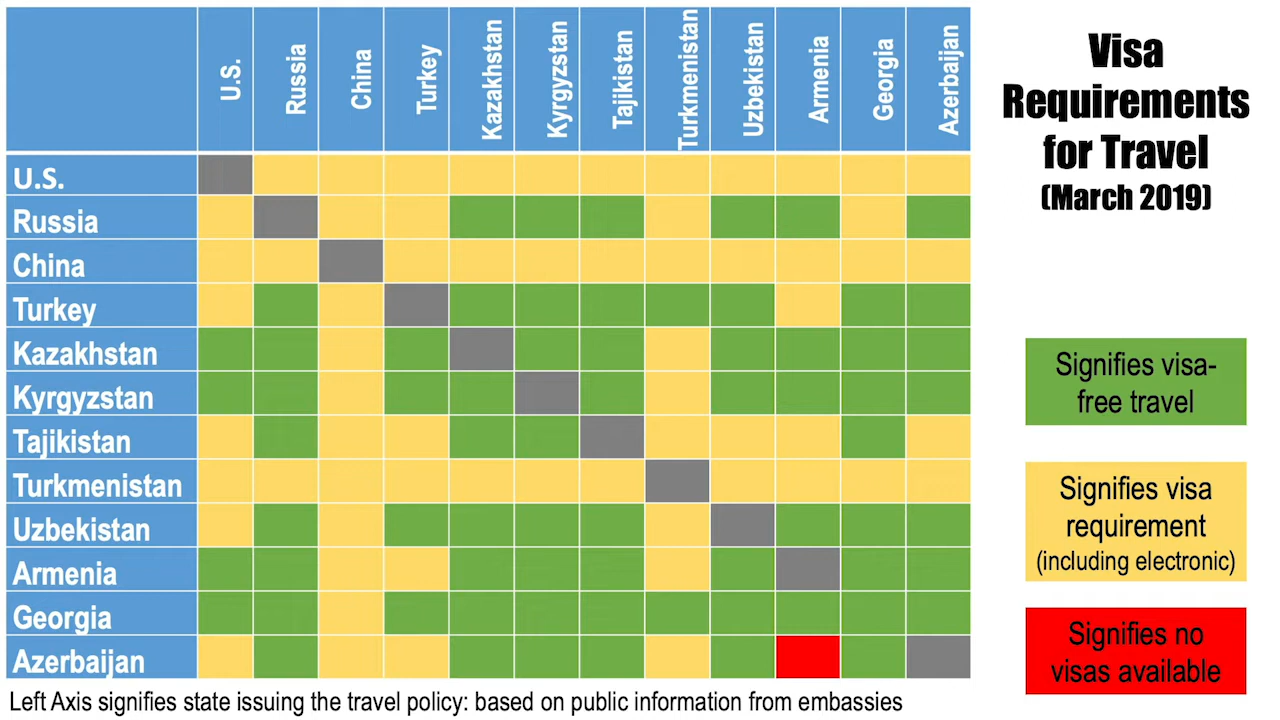 U.S.
Russia
China
Turkey
Kazakhstan
Kyrgyzstan
Tajikistan
Turkmenistan
Uzbekistan
Armenia
Georgia
Azerbaijan
U.S.
Russia
China
Turkey
Kazakhstan
Kyrgyzstan
Tajikistan
Turkmenistan
Uzbekistan
Armenia
Georgia
Azerbaijan
Left Axis signifies state issuing the travel policy: based on public information from embassies
Visa
Requirements
for Travel
(March 2019)
Signifies visa-
free travel
Signifies visa
requirement
(including electronic)
Signifies no
visas available